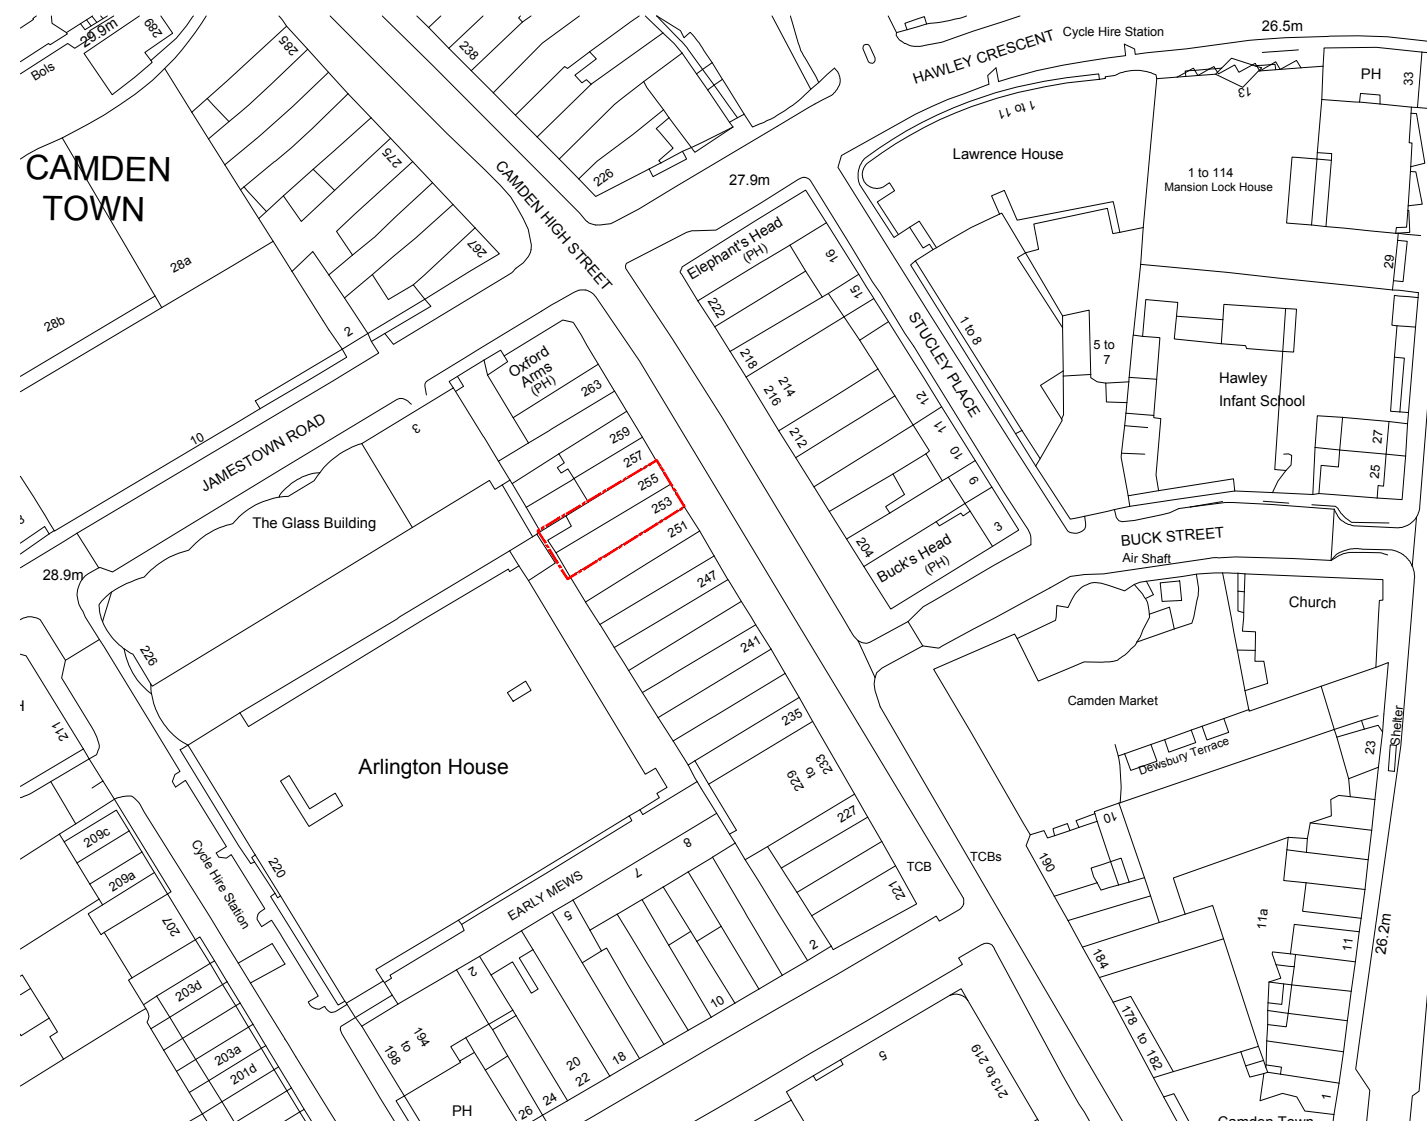 29.9m
289
Bols
285
238
HAWLEY CRESCENT
Cycle Hire Station
26.5m
PH
33
13
1 to 11
Lawrence House
1 to 114
Mansion Lock House
CAMDEN
TOWN
275
226
27.9m
CAMDEN HIGH STREET
267
28a
28b
2
Elephant's Head
(PH)
16
15
222
218
214
216
212
STUCLEY PLACE
1 to 8
5 to
7
29
Hawley
Infant School
27
25
Oxford
Arms
(PH)
263
259
257
255
253
251
247
241
235
233
to
229
227
221
12
11
10
9
3
204
Buck's Head
(PH)
BUCK STREET
Air Shaft
Church
10
JAMESTOWN ROAD
3
The Glass Building
28.9m
226
211
Arlington House
Camden Market
Dewsbury Terrace
Shelter
23
10
190
TCB
TCBs
209c
209a
207
Cycle Hire Station
220
EARLY MEWS
8
7
5
2
2
203d
203a
201d
198
to
194
PH
26
24
22
20
18
10
5
213 to 219
184
178 to 182
11a
11
26.2m
1
Camden Town